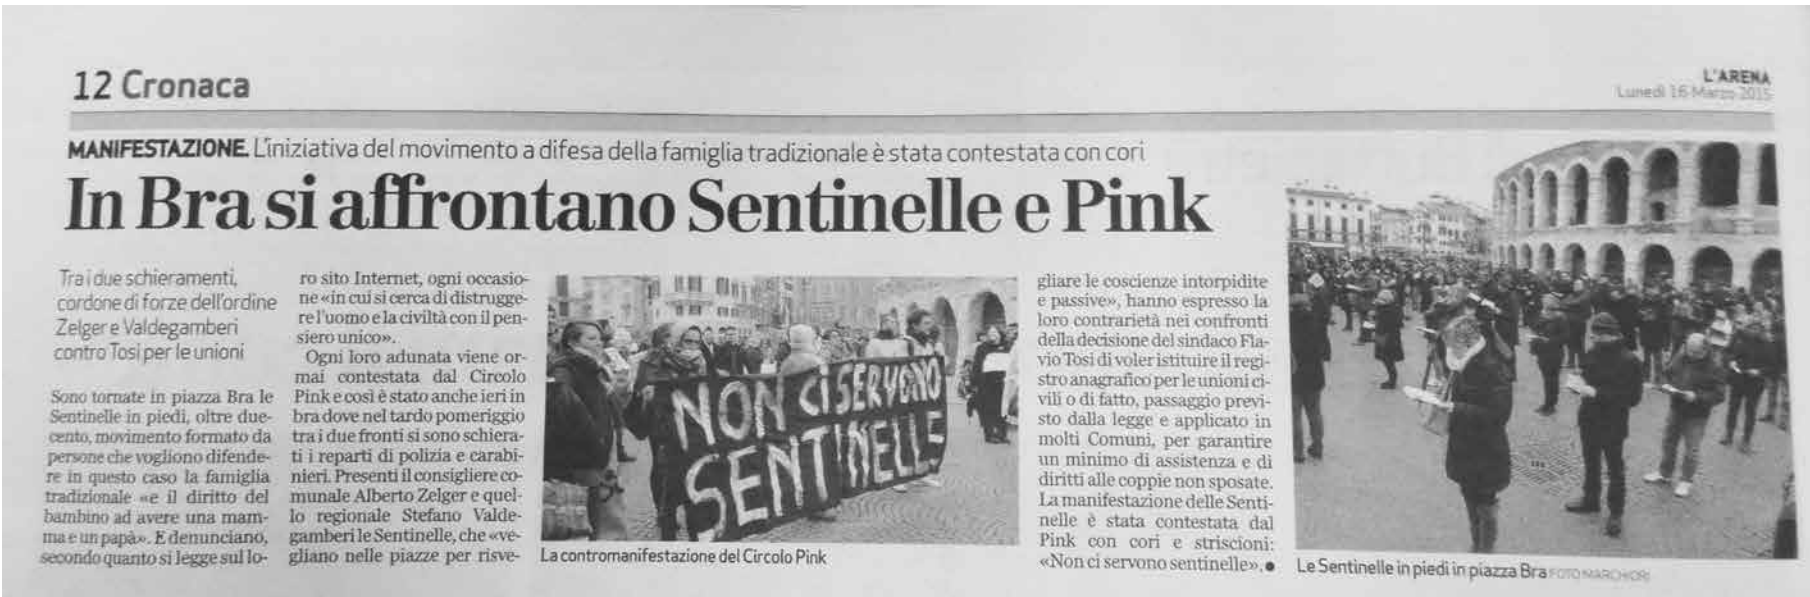 12 Cronaca
L'ARENA
Lunedì 16 Marzo 2015
MANIFESTAZIONE. L'iniziativa del movimento a difesa della famiglia tradizionale è stata contestata con cori
In Bra si affrontano Sentinelle e Pink
Tra i due schieramenti,
cordone di forze dell'ordine
Zelger e Valdegamberi
contro Tosi per le unioni
Sono tornate in piazza Bra le
Sentinelle in piedi, oltre due-
cento, movimento formato da
persone che vogliono difende-
re in questo caso la famiglia
tradizionale «e il diritto del
bambino ad avere una mam-
ma e un papà». E denunciano,
secondo quanto si legge sul lo-
ro sito Internet, ogni occasio-
ne «in cui si cerca di distrugge-
re l'uomo e la civiltà con il pen-
siero unico».
Ogni loro adunata viene or-
mai contestata dal Circolo
Pink e così è stato anche ieri in
bra dove nel tardo pomeriggio
tra i due fronti si sono schiera-
ti i reparti di polizia e carabi-
nieri. Presenti il consigliere co-
munale Alberto Zelger e quel-
lo regionale Stefano Valde-
gamberi le Sentinelle, che «ve-
gliano nelle piazze per risve-
NON CI SERVONO
SENTINELLE
La contromanifestazione del Circolo Pink
gliare le coscienze intorpidite
e passive», hanno espresso la
loro contrarietà nei confronti
della decisione del sindaco Fla-
vio Tosi di voler istituire il regi-
stro anagrafico per le unioni ci-
vili o di fatto, passaggio previ-
sto dalla legge e applicato in
molti Comuni, per garantire
un minimo di assistenza e di
diritti alle coppie non sposate.
La manifestazione delle Senti-
nelle è stata contestata dal
Pink con cori e striscioni:
«Non ci servono sentinelle». ●
Le Sentinelle in piedi in piazza Bra FOTO MARCHIORI